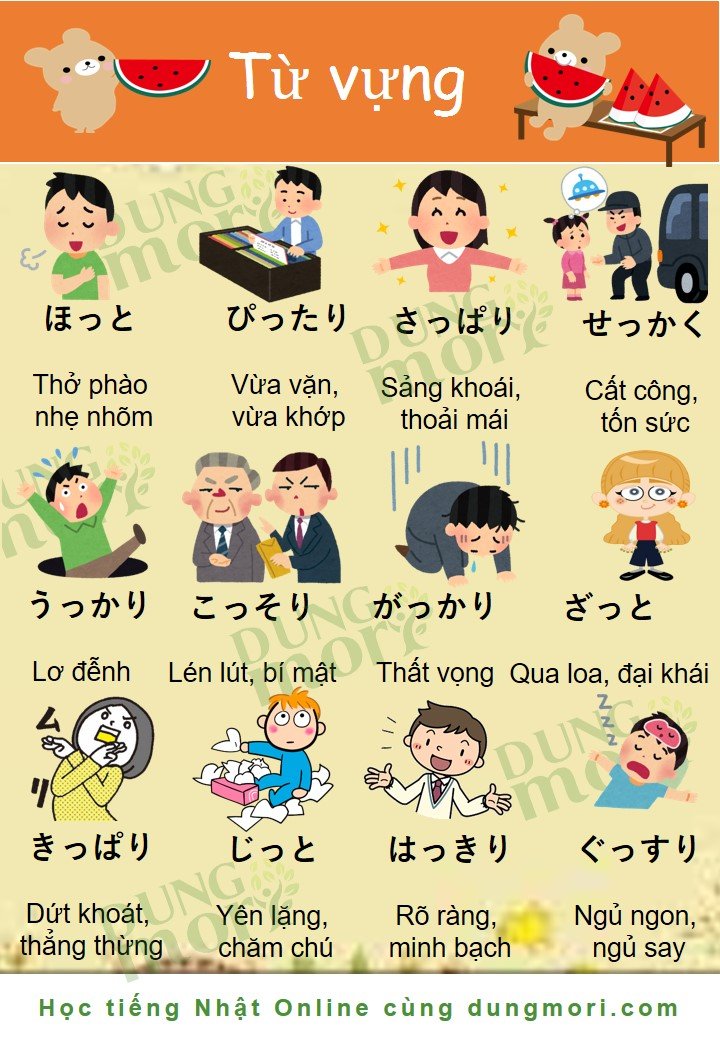 Từ vựng
ほっと
ぴったり
さっぱり
せっかく
Thở phào
nhẹ nhõm
Vừa vặn,
vừa khớp
Sảng khoái,
thoải mái
Cất công,
tốn sức
うっかり
こっそり
がっかり
ざっと
Lơ đễnh
Lén lút, bí mật
Thất vọng
Qua loa, đại khái
Z
Z
Z
ム
リ
きっぱり
じっと
はっきり
ぐっすり
Dứt khoát,
thẳng thừng
Yên lặng,
chăm chú
Rõ ràng,
minh bạch
Ngủ ngon,
ngủ say
Học tiếng Nhật Online cùng dungmori.com
DUNG
mori
DUNG
mori
DUNG
mori
DUNG
mori
DUNG
mori
DUNG
mori